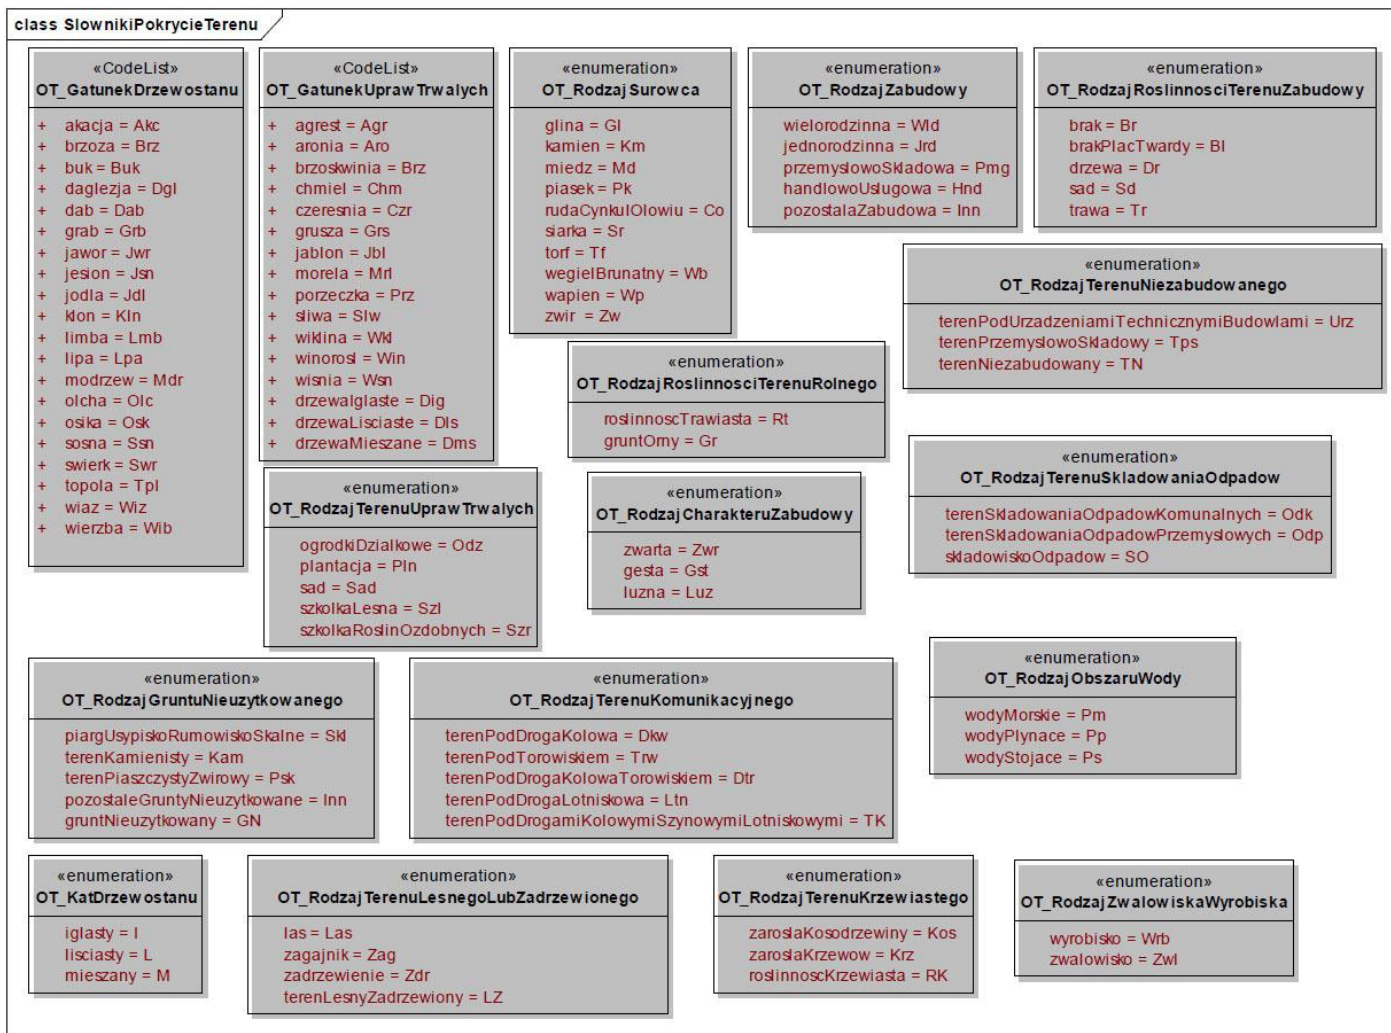 class SlownikiPokrycieTerenu
«CodeList»
OT_GatunekDrzewostanu
+ akacja = Akc
+ brzoza = Brz
+ buk = Buk
+ daglezja = Dgl
+ dab = Dab
+ grab = Grb
+ jawor = Jwr
+ jesion = Jsn
+ jodla = Jdl
+ klon = Kln
+ limba = Lmb
+ lipa = Lpa
+ modrzew = Mdr
+ olcha = Olc
+ osika = Osk
+ sosna = Ssn
+ swierk = Swr
+ topola = Tpl
+ wiaz = Wiz
+ wierzba = Wib
«CodeList»
OT_GatunekUprawTrwalych
+ agrest = Agr
+ aronia = Aro
+ brzoskwinia = Brz
+ chmiel = Chm
+ czeresnia = Czr
+ grusza = Grs
+ jablon = Jbl
+ morela = Mrl
+ porzeczka = Prz
+ sliwa = Slw
+ wiklina = Wkl
+ winorosl = Win
+ wisnia = Wsn
+ drzewaIglaste = Dig
+ drzewaLisciaste = Dls
+ drzewaMieszane = Dms
«enumeration»
OT_RodzajSurowca
glina = Gl
kamien = Km
miedz = Md
piasek = Pk
rudaCynkuIOlowiu = Co
siarka = Sr
torf = Tf
wegielBrunatny = Wb
wapien = Wp
zwir = Zw
«enumeration»
OT_RodzajZabudowy
wielorodzinna = Wld
jednorodzinna = Jrd
przemyslowoSkladowa = Pmg
handlowoUslugowa = Hnd
pozostalaZabudowa = Inn
«enumeration»
OT_RodzajRoslinnosciTerenuZabudowy
brak = Br
brakPlacTwardy = Bl
drzewa = Dr
sad = Sd
trawa = Tr
«enumeration»
OT_RodzajTerenuNiezabudowanego
terenPodUrzadzeniamiTechnicznymiBudowlami = Urz
terenPrzemyslowoSkladowy = Tps
terenNiezabudowany = TN
«enumeration»
OT_RodzajRoslinnosciTerenuRolnego
roslinnoscTrawiasta = Rt
gruntOrny = Gr
«enumeration»
OT_RodzajTerenuSkladowaniaOdpadow
terenSkladowaniaOdpadowKomunalnych = Odk
terenSkladowaniaOdpadowPrzemyslowych = Odp
skladowiskoOdpadow = SO
«enumeration»
OT_RodzajTerenuUprawTrwalych
ogrodkiDzialkowe = Odz
plantacja = Pln
sad = Sad
szkolkaLesna = Szl
szkolkaRoslinOzdobnych = Szr
«enumeration»
OT_RodzajCharakteruZabudowy
zwarta = Zwr
gesta = Gst
luzna = Luz
«enumeration»
OT_RodzajGruntuNieuzytkowanego
piargUsypiskoRumowiskoSkalne = Skl
terenKamienisty = Kam
terenPiaszczystyZwirowy = Psk
pozostaleGruntyNieuzytkowane = Inn
gruntNieuzytkowany = GN
«enumeration»
OT_RodzajTerenuKomunikacyjnego
terenPodDrogaKolowa = Dkw
terenPodTorowiskiem = Trw
terenPodDrogaKolowaTorowiskiem = Dtr
terenPodDrogaLotniskowa = Ltn
terenPodDrogamiKolowymiSzynowymiLotniskowymi = TK
«enumeration»
OT_RodzajObszaruWody
wodyMorskie = Pm
wodyPlynace = Pp
wodyStojace = Ps
«enumeration»
OT_KatDrzewostanu
iglasty = I
lisciasty = L
mieszany = M
«enumeration»
OT_RodzajTerenuLesnegoLubZadrzewionego
las = Las
zagajnik = Zag
zadrzewienie = Zdr
terenLesnyZadrzewiony = LZ
«enumeration»
OT_RodzajTerenuKrzewiastego
zaroslaKosodrzewiny = Kos
zaroslaKrzewow = Krz
roslinnoscKrzewiasta = RK
«enumeration»
OT_RodzajZwalowiskaWyrobiska
wyrobisko = Wrb
zwalowisko = Zwl